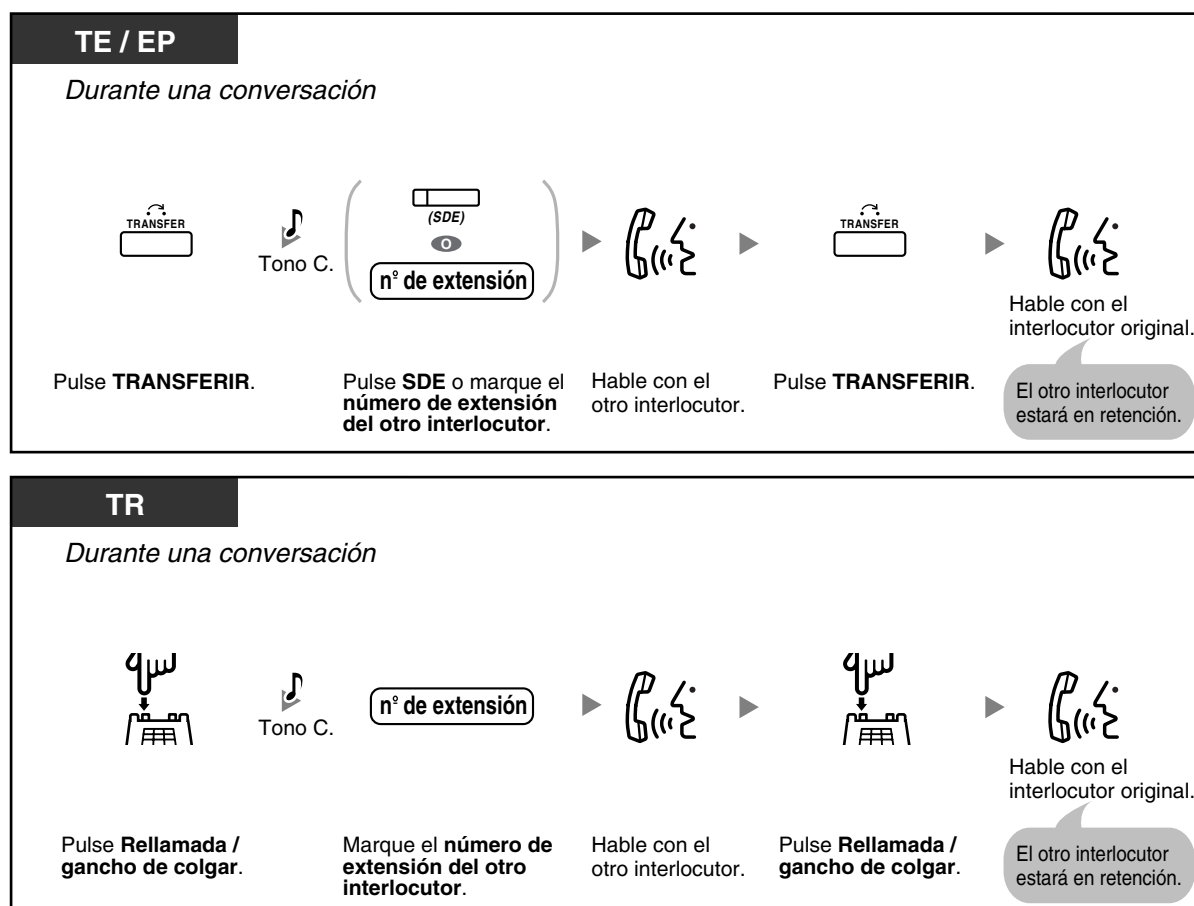 TE / EP
Durante una conversación
TRANSFER
Tono C.
(SDE)
O
nº de extensión
TRANSFER
Hable con el
interlocutor original.
Pulse TRANSFERIR.
Pulse SDE o marque el
número de extensión
del otro interlocutor.
Hable con el
otro interlocutor.
Pulse TRANSFERIR.
El otro interlocutor
estará en retención.
TR
Durante una conversación
Tono C.
nº de extensión
Hable con el
interlocutor original.
Pulse Rellamada /
gancho de colgar.
Marque el número de
extensión del otro
interlocutor.
Hable con el
otro interlocutor.
Pulse Rellamada /
gancho de colgar.
El otro interlocutor
estará en retención.